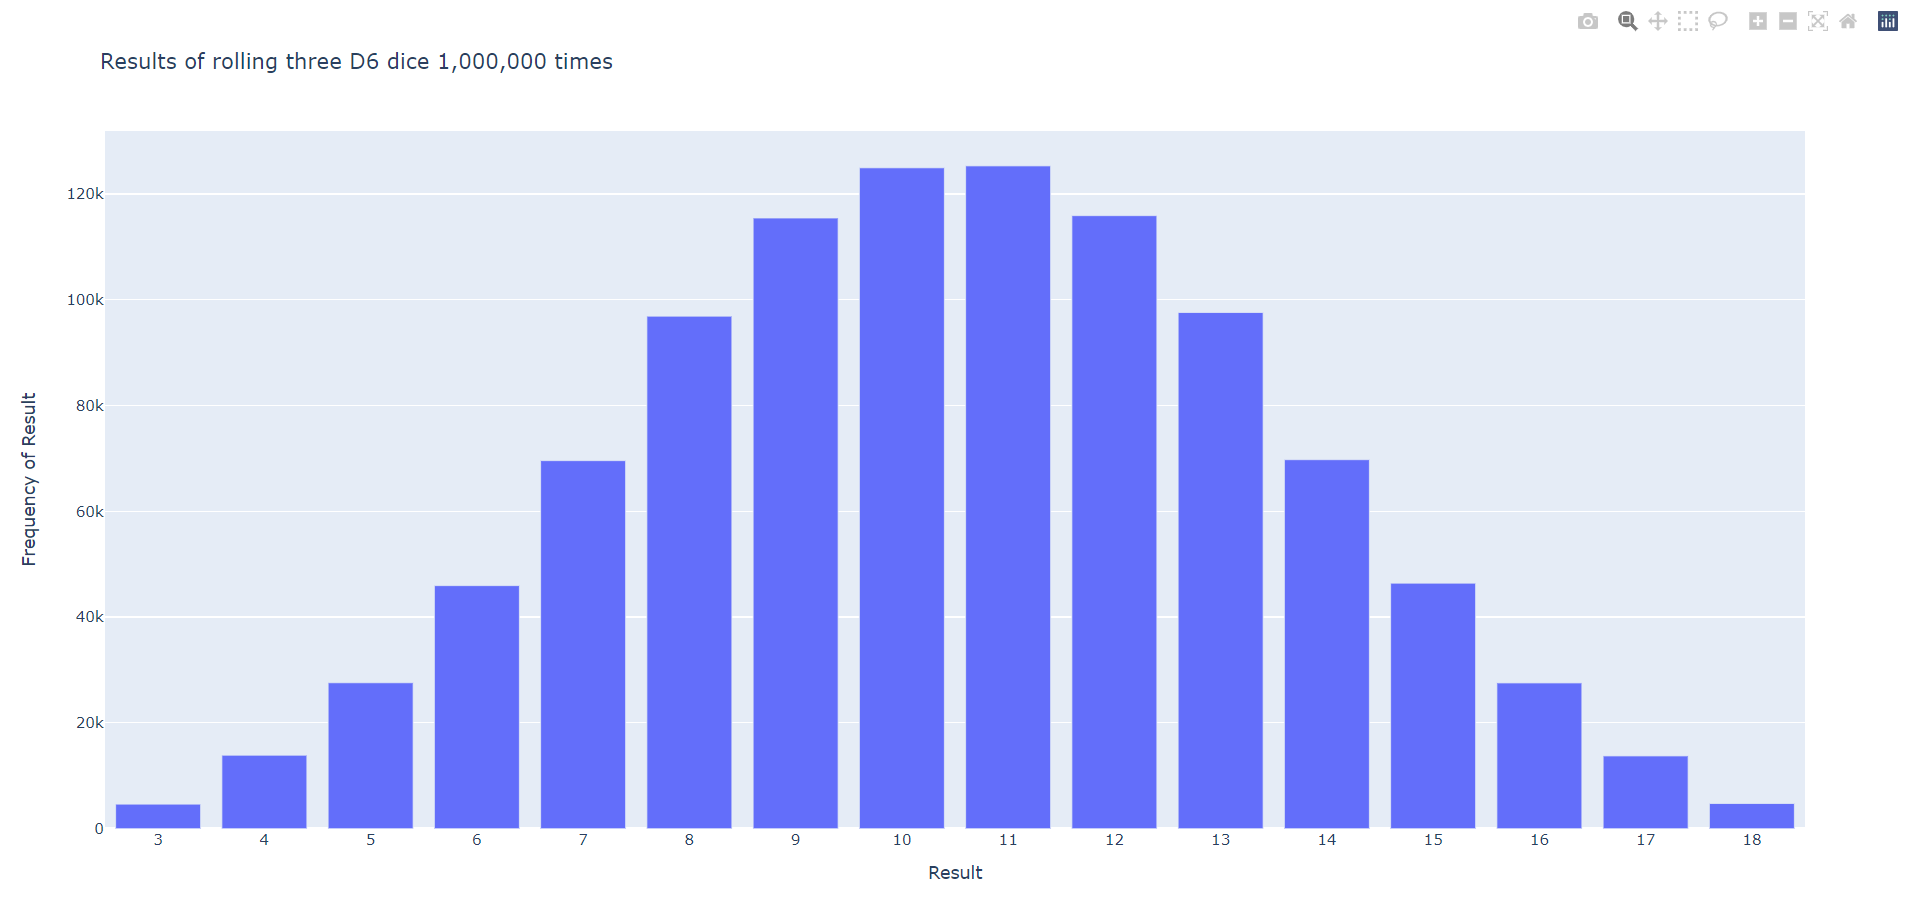 Results of rolling three D6 dice 1,000,000 times
120k
100k
80k
60k
40k
20k
0
Frequency of Result
3 4 5 6 7 8 9 10 11 12 13 14 15 16 17 18
Result